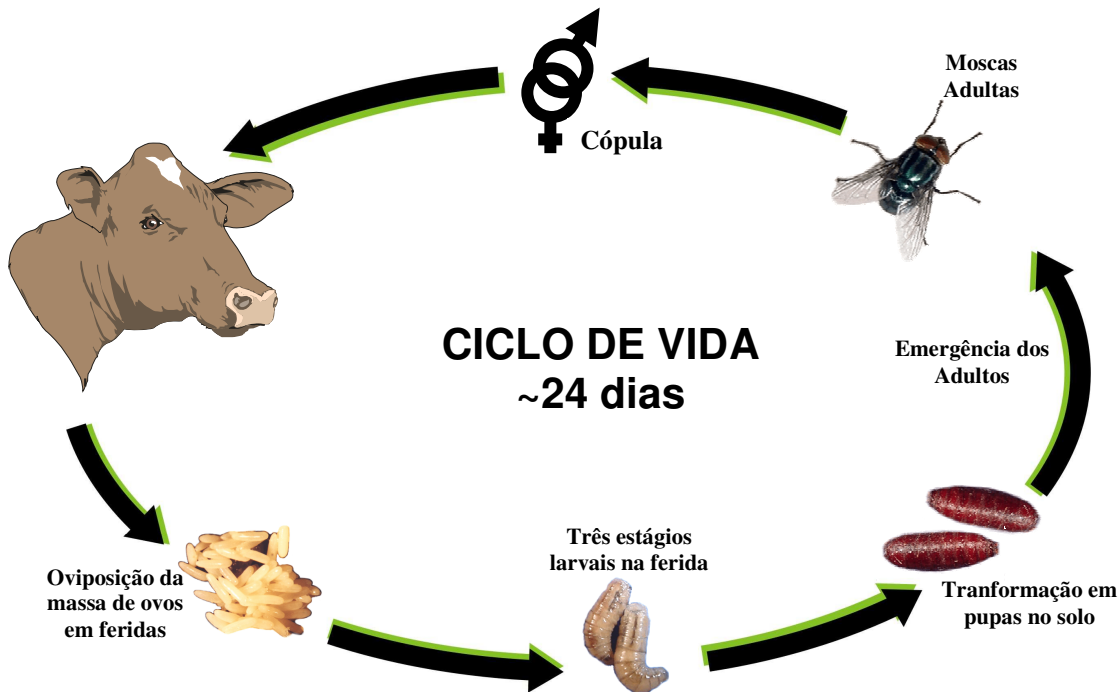 Moscas
Adultas
Cópula
CICLO DE VIDA
~24 dias
Emergência dos
Adultos
Três estágios
larvais na ferida
Oviposição da
massa de ovos
em feridas
Tranformação em
pupas no solo